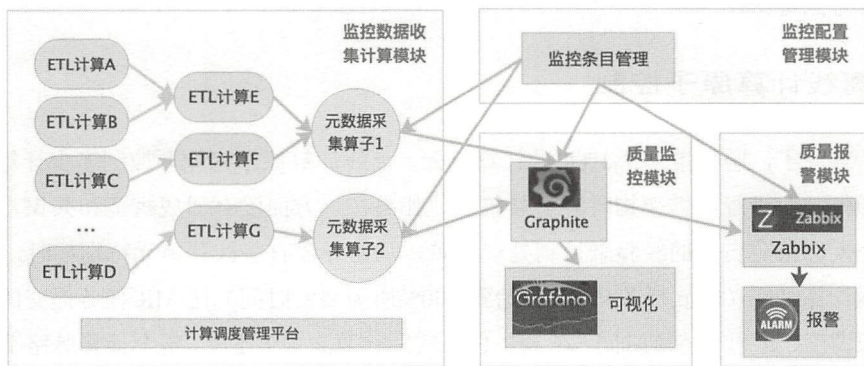 监控数据收
集计算模块
ETL计算A
ETL计算B
ETL计算C
...
ETL计算D
ETL计算E
ETL计算F
ETL计算G
元数据采
集算子1
元数据采
集算子2
计算调度管理平台
监控配置
管理模块
监控条目管理
质量监
控模块
Graphite
Grafana
可视化
质量报
警模块
Z Zabbix
Zabbix
ALARM
报警